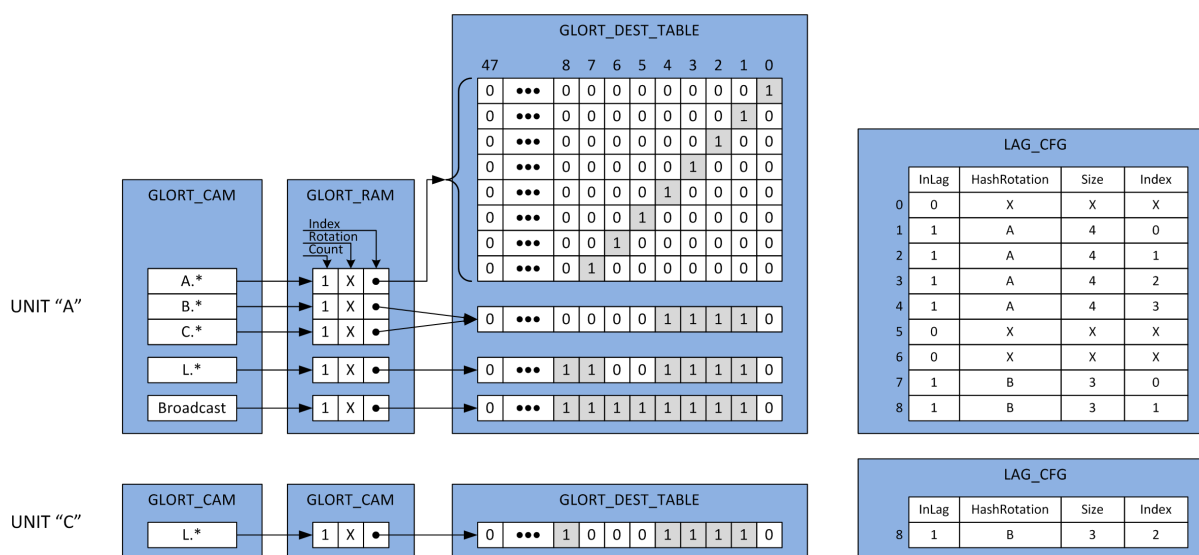 GLORT_DEST_TABLE
47 8 7 6 5 4 3 2 1 0
0 ••• 0 0 0 0 0 0 0 0 1
0 ••• 0 0 0 0 0 0 0 1 0
0 ••• 0 0 0 0 0 0 1 0 0
0 ••• 0 0 0 0 0 1 0 0 0
0 ••• 0 0 0 0 1 0 0 0 0
0 ••• 0 0 0 1 0 0 0 0 0
0 ••• 0 0 1 0 0 0 0 0 0
0 ••• 0 1 0 0 0 0 0 0 0
0 ••• 0 0 0 0 1 1 1 1 0
0 ••• 1 1 0 0 1 1 1 1 0
0 ••• 1 1 1 1 1 1 1 1 0
UNIT “A”
GLORT_CAM
A.*
B.*
C.*
L.*
Broadcast
GLORT_RAM
Index
Rotation
Count
1 X
1 X
1 X
1 X
1 X
LAG_CFG
InLag HashRotation Size Index
0 0 X X X
1 1 A 4 0
2 1 A 4 1
3 1 A 4 2
4 1 A 4 3
5 0 X X X
6 0 X X X
7 1 B 3 0
8 1 B 3 1
UNIT “C”
GLORT_CAM
L.*
GLORT_CAM
1 X
GLORT_DEST_TABLE
0 ••• 1 0 0 0 1 1 1 1 0
LAG_CFG
InLag HashRotation Size Index
8 1 B 3 2